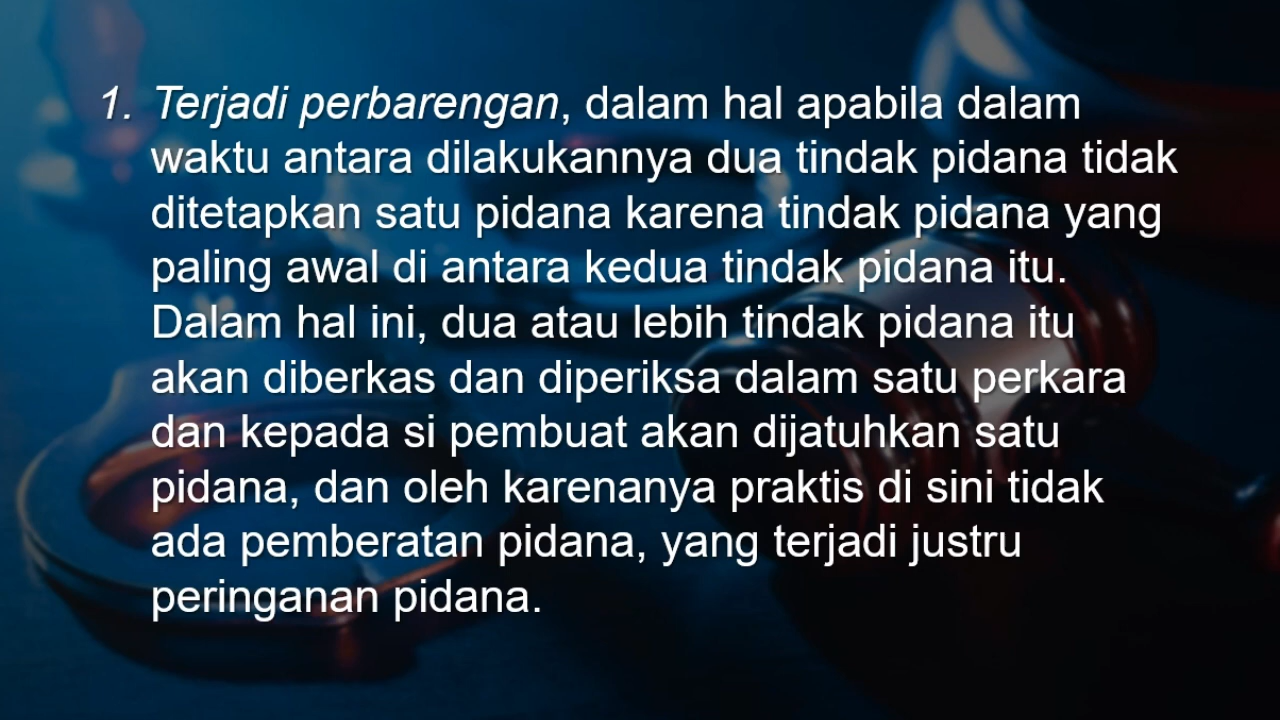 1. Terjadi perbarengan, dalam hal apabila dalam
waktu antara dilakukannya dua tindak pidana tidak
ditetapkan satu pidana karena tindak pidana yang
paling awal di antara kedua tindak pidana itu.
Dalam hal ini, dua atau lebih tindak pidana itu
akan diberkas dan diperiksa dalam satu perkara
dan kepada si pembuat akan dijatuhkan satu
pidana, dan oleh karenanya praktis di sini tidak
ada pemberatan pidana, yang terjadi justru
peringanan pidana.